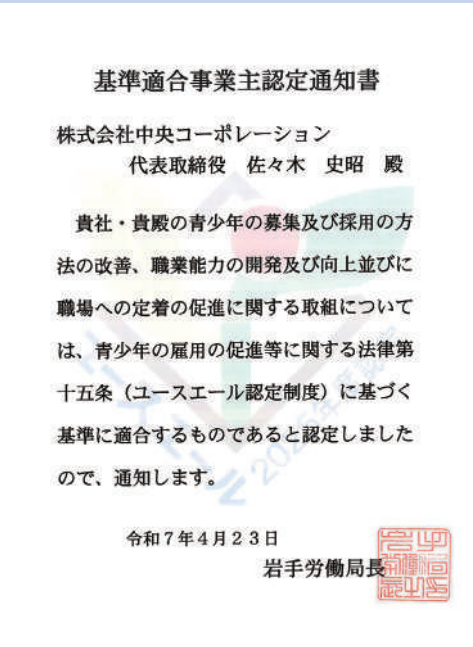 基準適合事業主認定通知書
株式会社中央コーポレーション
代表取締役　佐々木　史昭　殿
貴社・貴殿の青少年の募集及び採用の方
法の改善、職業能力の開発及び向上並びに
職場への定着の促進に関する取組について
は、青少年の雇用の促進等に関する法律第
十五条（ユースエール認定制度）に基づく
基準に適合するものであると認定しました
ので、通知します。
ユースエール
令和７年４月２３日
岩手労働局長